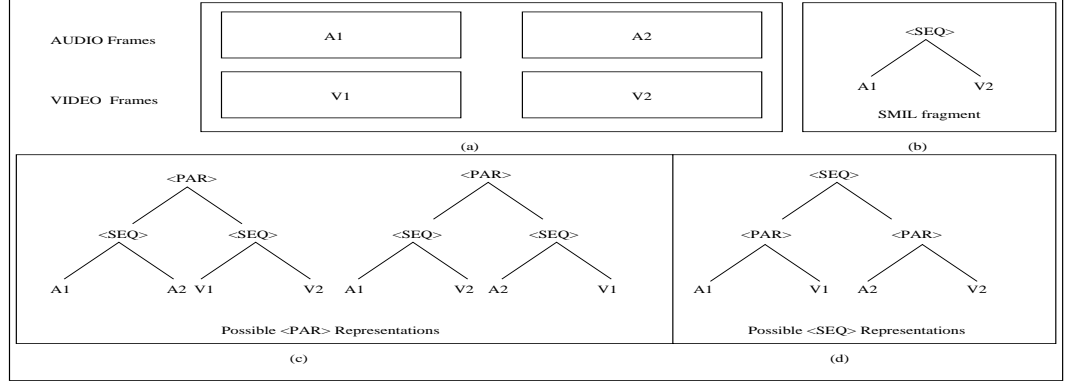 AUDIO Frames
A1
A2
VIDEO Frames
V1
V2
<SEQ>
A1
V2
SMIL fragment
(a)
(b)
<PAR>
<PAR>
<SEQ>
<SEQ>
<SEQ>
<SEQ>
A1
A2
V1
V2
A1
V2
A2
V1
Possible <PAR> Representations
<SEQ>
<PAR>
<PAR>
A1
V1
A2
V2
Possible <SEQ> Representations
(c)
(d)